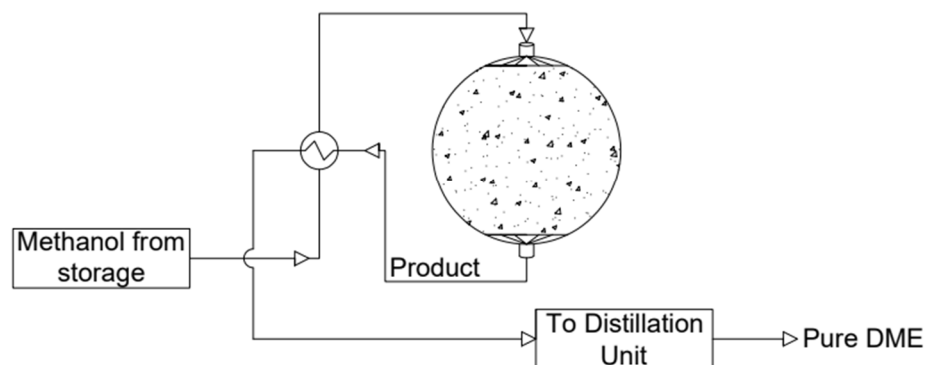 Methanol from
storage
Product
To Distillation
Unit
Pure DME